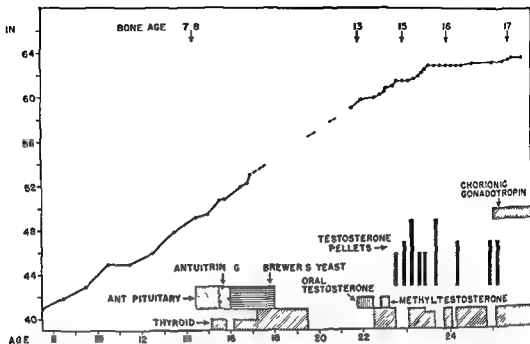 IN
BONE AGE
7 8
13
15
16
17
64
60
56
52
48
44
40
CHORIONIC
GONADOTROPIN
TESTOSTERONE
PELLETS
ANTUITRIN G
BREWER'S YEAST
ORAL
TESTOSTERONE
ANT PITUITARY
METHYLTESTOSTERONE
THYROID
AGE
8
10
12
14
16
18
20
22
24